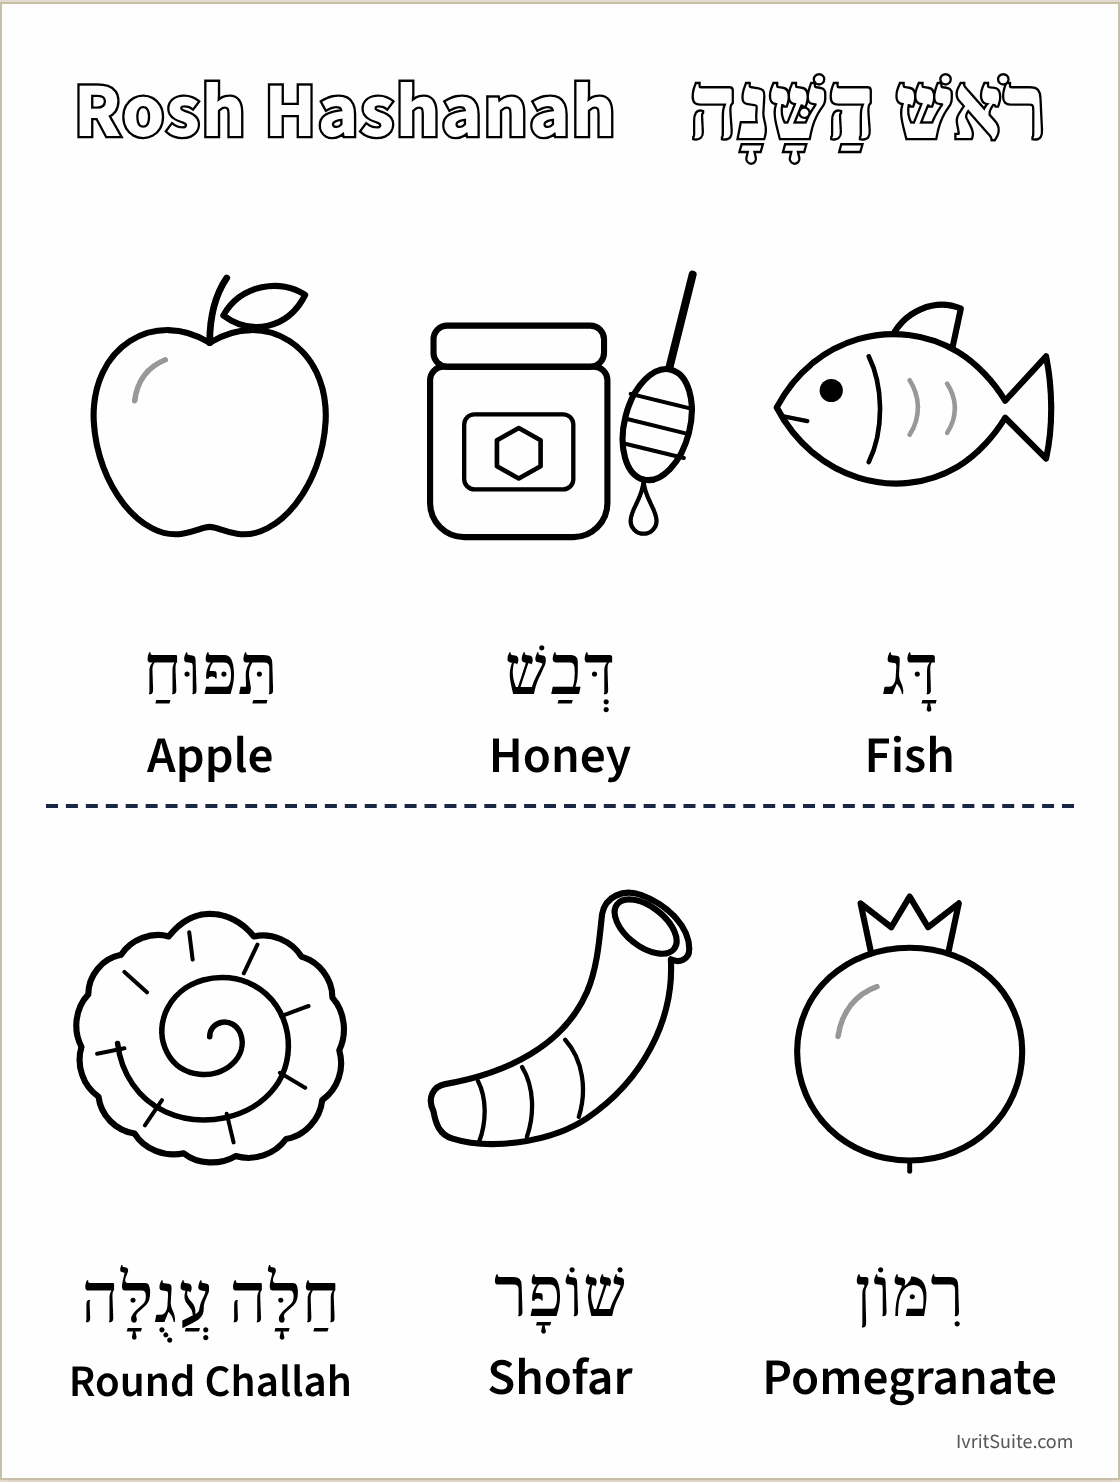 Rosh Hashanah רֹאשׁ הַשָּׁנָה
תַּפּוּחַ
Apple
דְּבַשׁ
Honey
דָּג
Fish
חַלָּה עֲגֻלָּה
Round Challah
שׁוֹפָר
Shofar
רִמּוֹן
Pomegranate
IvritSuite.com